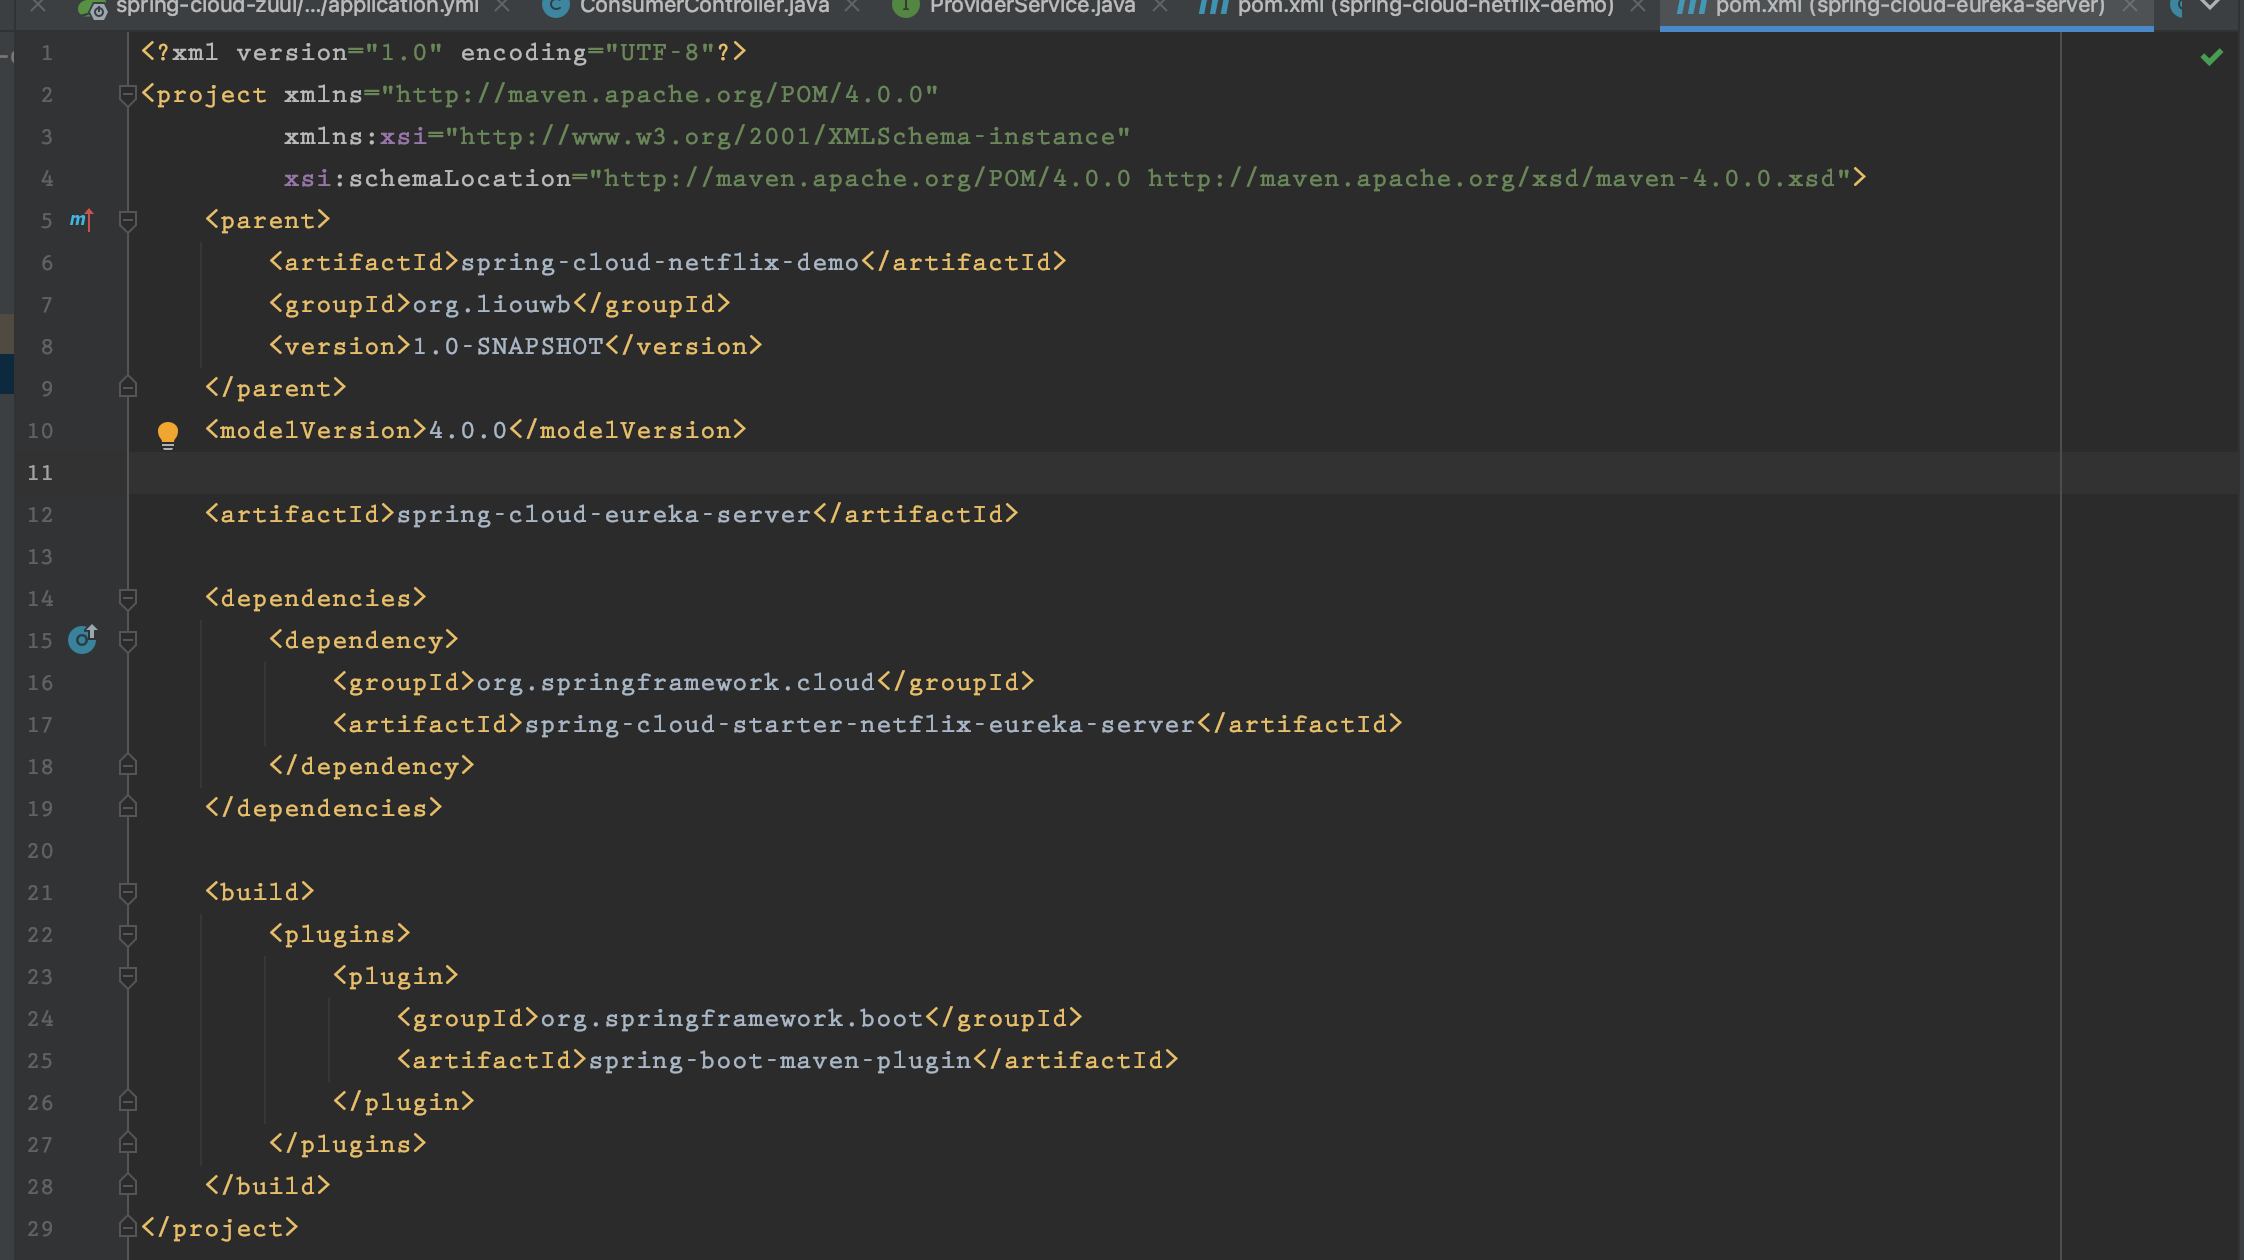 spring-cloud-zuul/.../application.yml ConsumerController.java ProviderService.java pom.xml (spring-cloud-netflix-demo) pom.xml (spring-cloud-eureka-server)
1 <?xml version="1.0" encoding="UTF-8"?>
2 <project xmlns="http://maven.apache.org/POM/4.0.0"
3 xmlns:xsi="http://www.w3.org/2001/XMLSchema-instance"
4 xsi:schemaLocation="http://maven.apache.org/POM/4.0.0 http://maven.apache.org/xsd/maven-4.0.0.xsd">
5 <parent>
6 <artifactId>spring-cloud-netflix-demo</artifactId>
7 <groupId>org.liouwb</groupId>
8 <version>1.0-SNAPSHOT</version>
9 </parent>
10 <modelVersion>4.0.0</modelVersion>
11
12 <artifactId>spring-cloud-eureka-server</artifactId>
13
14 <dependencies>
15 <dependency>
16 <groupId>org.springframework.cloud</groupId>
17 <artifactId>spring-cloud-starter-netflix-eureka-server</artifactId>
18 </dependency>
19 </dependencies>
20
21 <build>
22 <plugins>
23 <plugin>
24 <groupId>org.springframework.boot</groupId>
25 <artifactId>spring-boot-maven-plugin</artifactId>
26 </plugin>
27 </plugins>
28 </build>
29 </project>